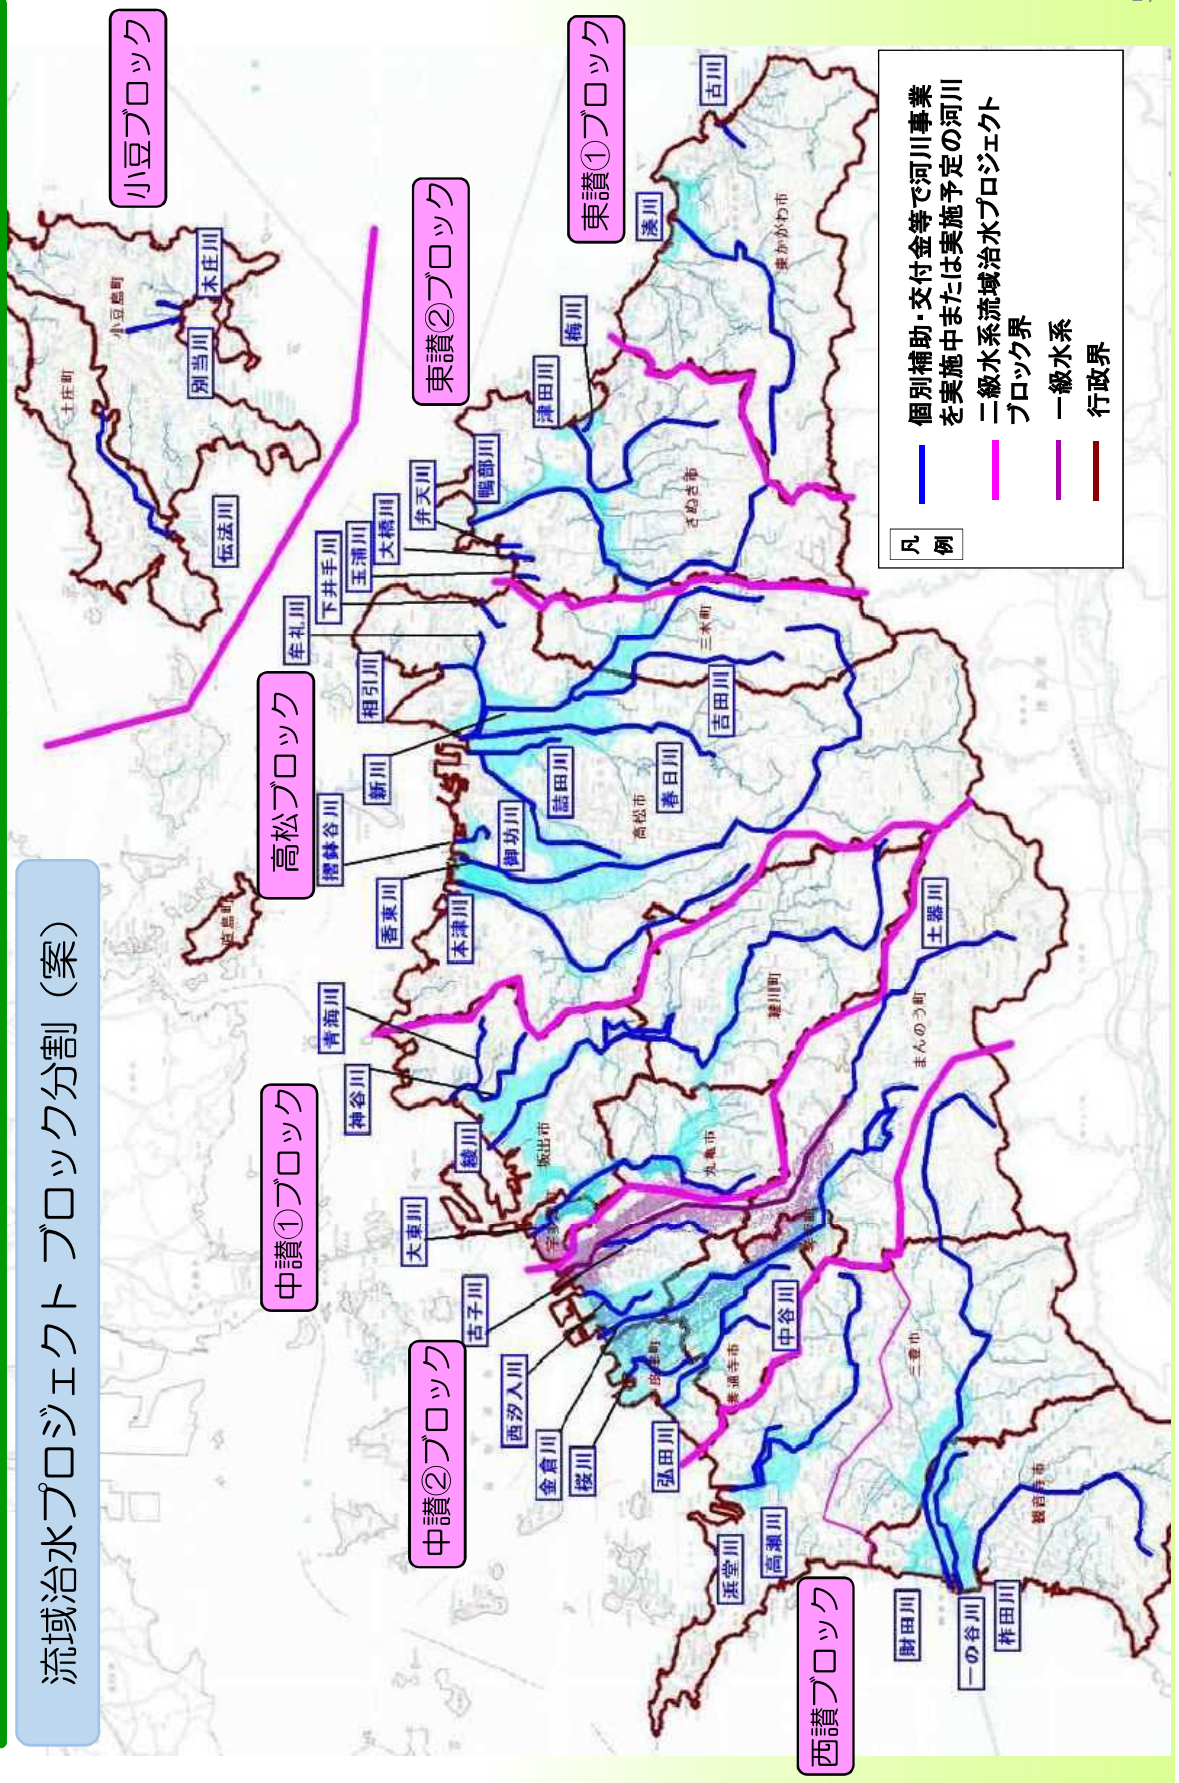 流域治水プロジェクト ブロック分割（案）
小豆ブロック
東讃①ブロック
東讃②ブロック
高松ブロック
中讃①ブロック
中讃②ブロック
西讃ブロック
土庄町
小豆島町
木庄川
別当川
伝法川
古川
湊川
東かがわ市
梅川
津田川
鴨部川
弁天川
大橋川
玉浦川
下井手川
牟礼川
さぬき市
三木町
相引川
新川
吉田川
春日川
詰田川
高松市
御坊川
摺鉢谷川
香東川
本津川
直島町
青海川
神谷川
綾川
綾川町
坂出市
大束川
土器川
まんのう町
丸亀市
古子川
西汐入川
金倉川
桜川
中谷川
善通寺市
弘田川
三豊市
浜堂川
高瀬川
財田川
一の谷川
柞田川
観音寺市
凡例
個別補助・交付金等で河川事業
を実施中または実施予定の河川
二級水系流域治水プロジェクト
ブロック界
一級水系
行政界